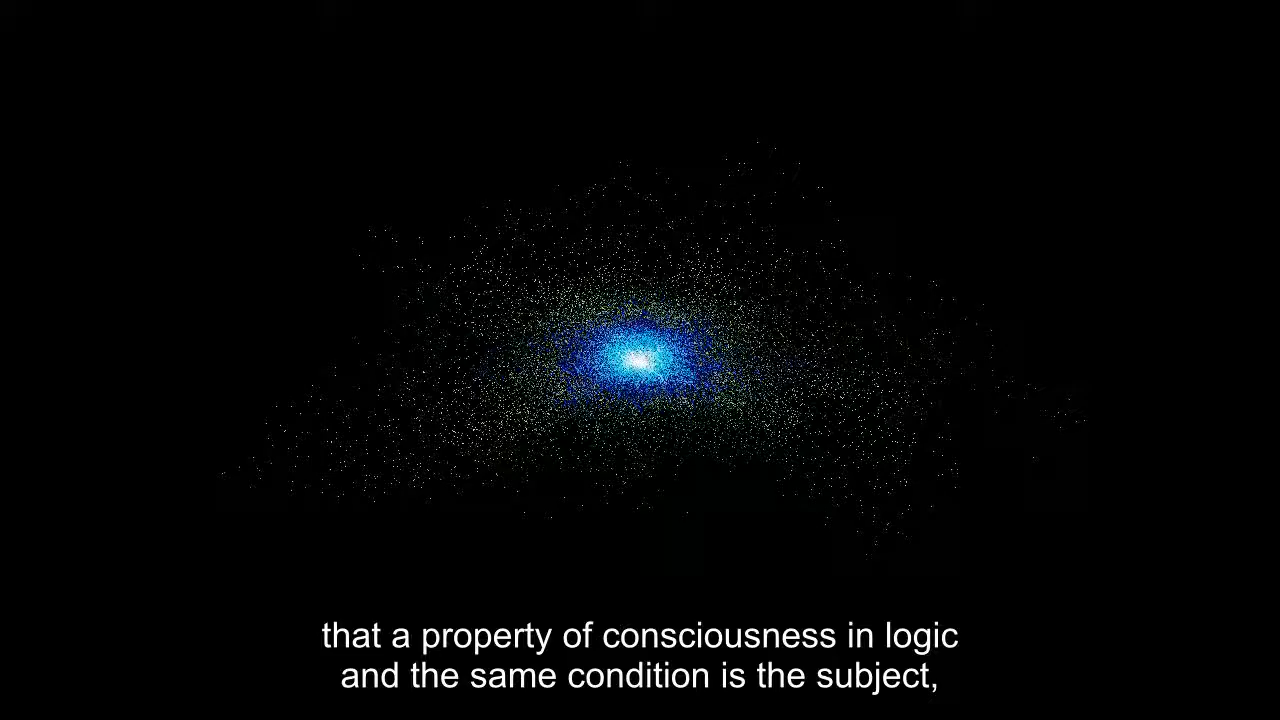 that a property of consciousness in logic
and the same condition is the subject,